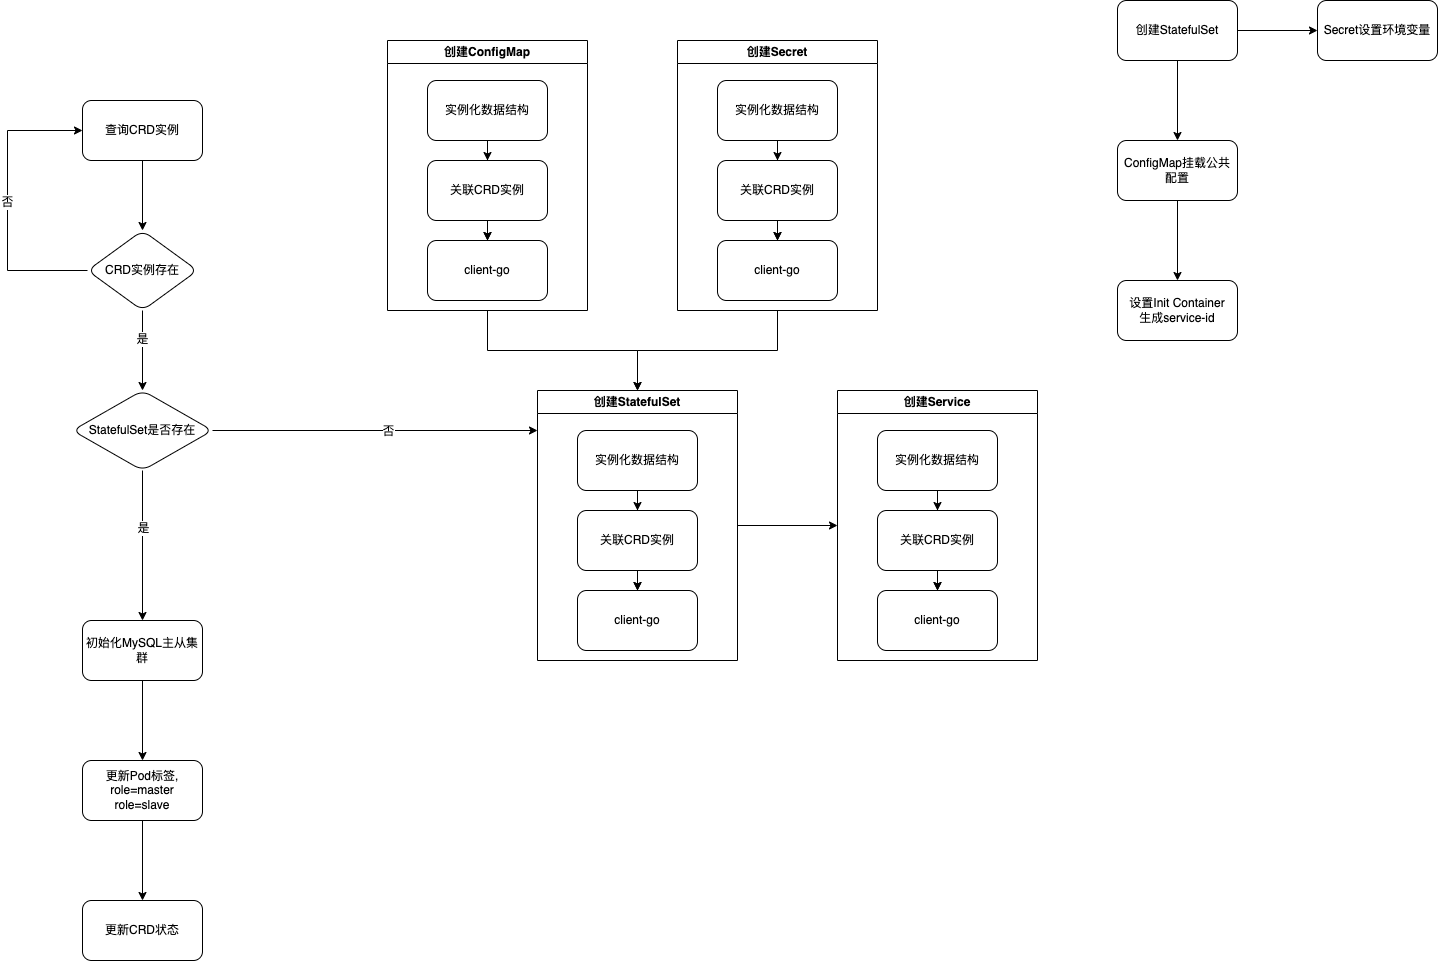 查询CRD实例
否
CRD实例存在
是
StatefulSet是否存在
否
是
初始化MySQL主从集
群
更新Pod标签,
role=master
role=slave
更新CRD状态
创建ConfigMap
实例化数据结构
关联CRD实例
client-go
创建Secret
实例化数据结构
关联CRD实例
client-go
创建StatefulSet
实例化数据结构
关联CRD实例
client-go
创建Service
实例化数据结构
关联CRD实例
client-go
创建StatefulSet
Secret设置环境变量
ConfigMap挂载公共
配置
设置Init Container
生成service-id